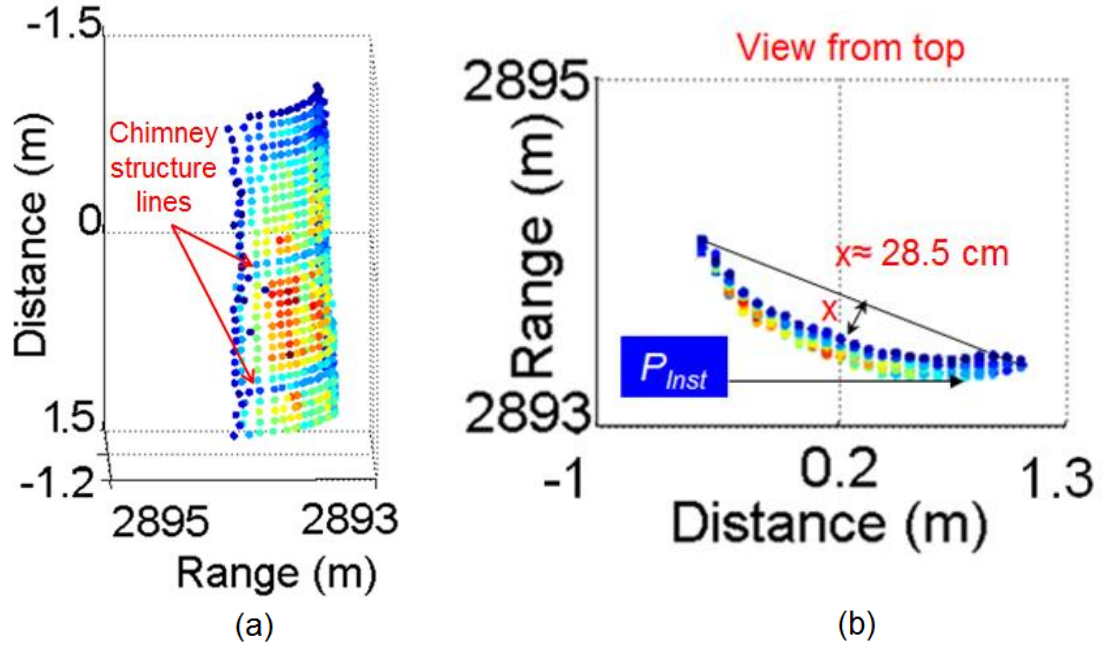 -1.5
Chimney
structure
lines
0
1.5
-1.2
Distance (m)
2895
2893
Range (m)
(a)
View from top
2895
x≈ 28.5 cm
x
P_Inst
2893
Range (m)
-1
0.2
1.3
Distance (m)
(b)